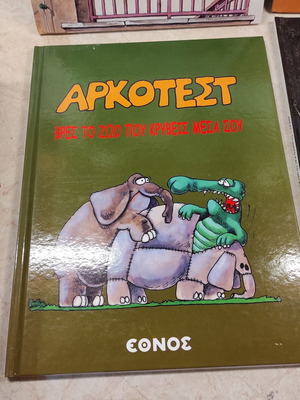 ΑΡΚΟΤΕΣΤ
ΒΡΕΣ ΤΟ ΖΩΟ ΠΟΥ ΚΡΥΒΕΙΣ ΜΕΣΑ ΣΟΥ
ΕΘΝΟΣ